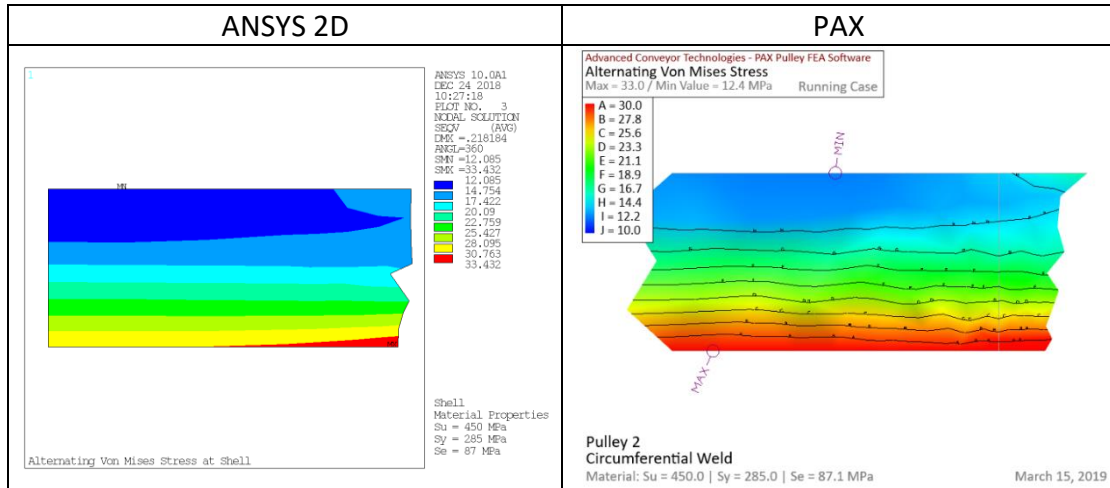 ANSYS 2D
PAX
1
ANSYS 10.0A1
DEC 24 2018
10:27:18
PLOT NO. 3
NODAL SOLUTION
SEQV (AVG)
DMX =.218184
ANGL=360
SMN =12.085
SMX =33.432
12.085
14.754
17.422
20.09
22.759
25.427
28.095
30.763
33.432
MN
Shell
Material Properties
Su = 450 MPa
Sy = 285 MPa
Se = 87 MPa
Alternating Von Mises Stress at Shell
Advanced Conveyor Technologies - PAX Pulley FEA Software
Alternating Von Mises Stress
Max = 33.0 / Min Value = 12.4 MPa Running Case
A = 30.0
B = 27.8
C = 25.6
D = 23.3
E = 21.1
F = 18.9
G = 16.7
H = 14.4
I = 12.2
J = 10.0
MIN
MAX
Pulley 2
Circumferential Weld
Material: Su = 450.0 | Sy = 285.0 | Se = 87.1 MPa March 15, 2019